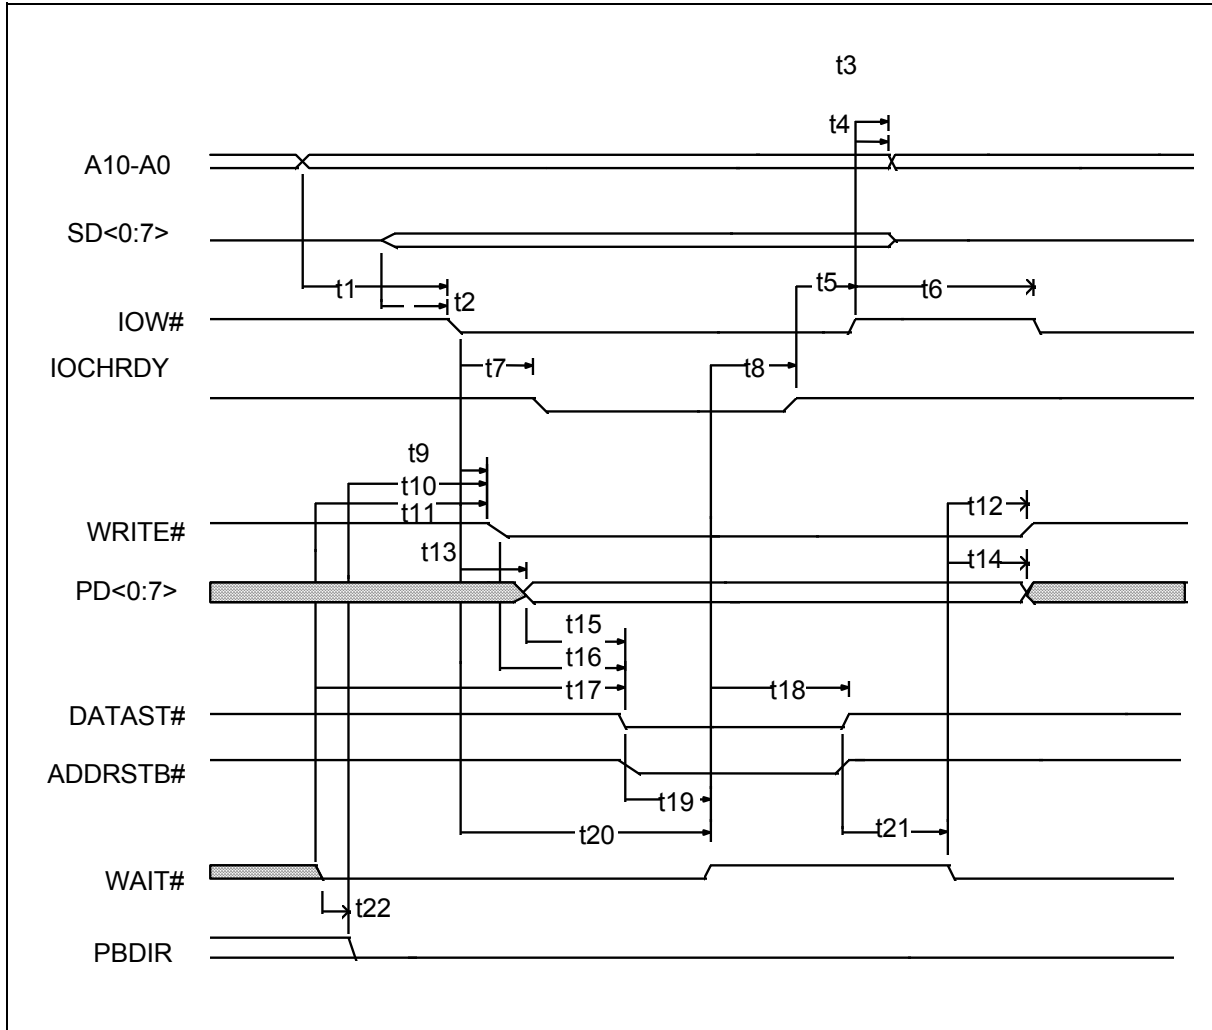 t3
t4
A10-A0
SD<0:7>
t1
t2
t5
t6
IOW#
IOCHRDY
t7
t8
t9
t10
t11
t12
WRITE#
t13
t14
PD<0:7>
t15
t16
t17
t18
DATAST#
ADDRSTB#
t19
t20
t21
WAIT#
t22
PBDIR